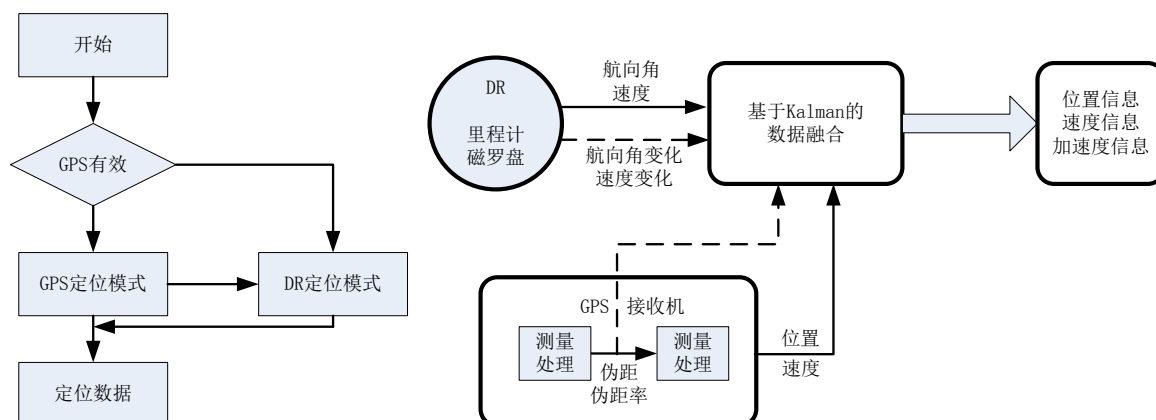 开始
GPS有效
GPS定位模式
DR定位模式
定位数据
DR
里程计
磁罗盘
航向角
速度
航向角变化
速度变化
基于Kalman的
数据融合
位置信息
速度信息
加速度信息
GPS 接收机
测量
处理
伪距
伪距率
测量
处理
位置
速度